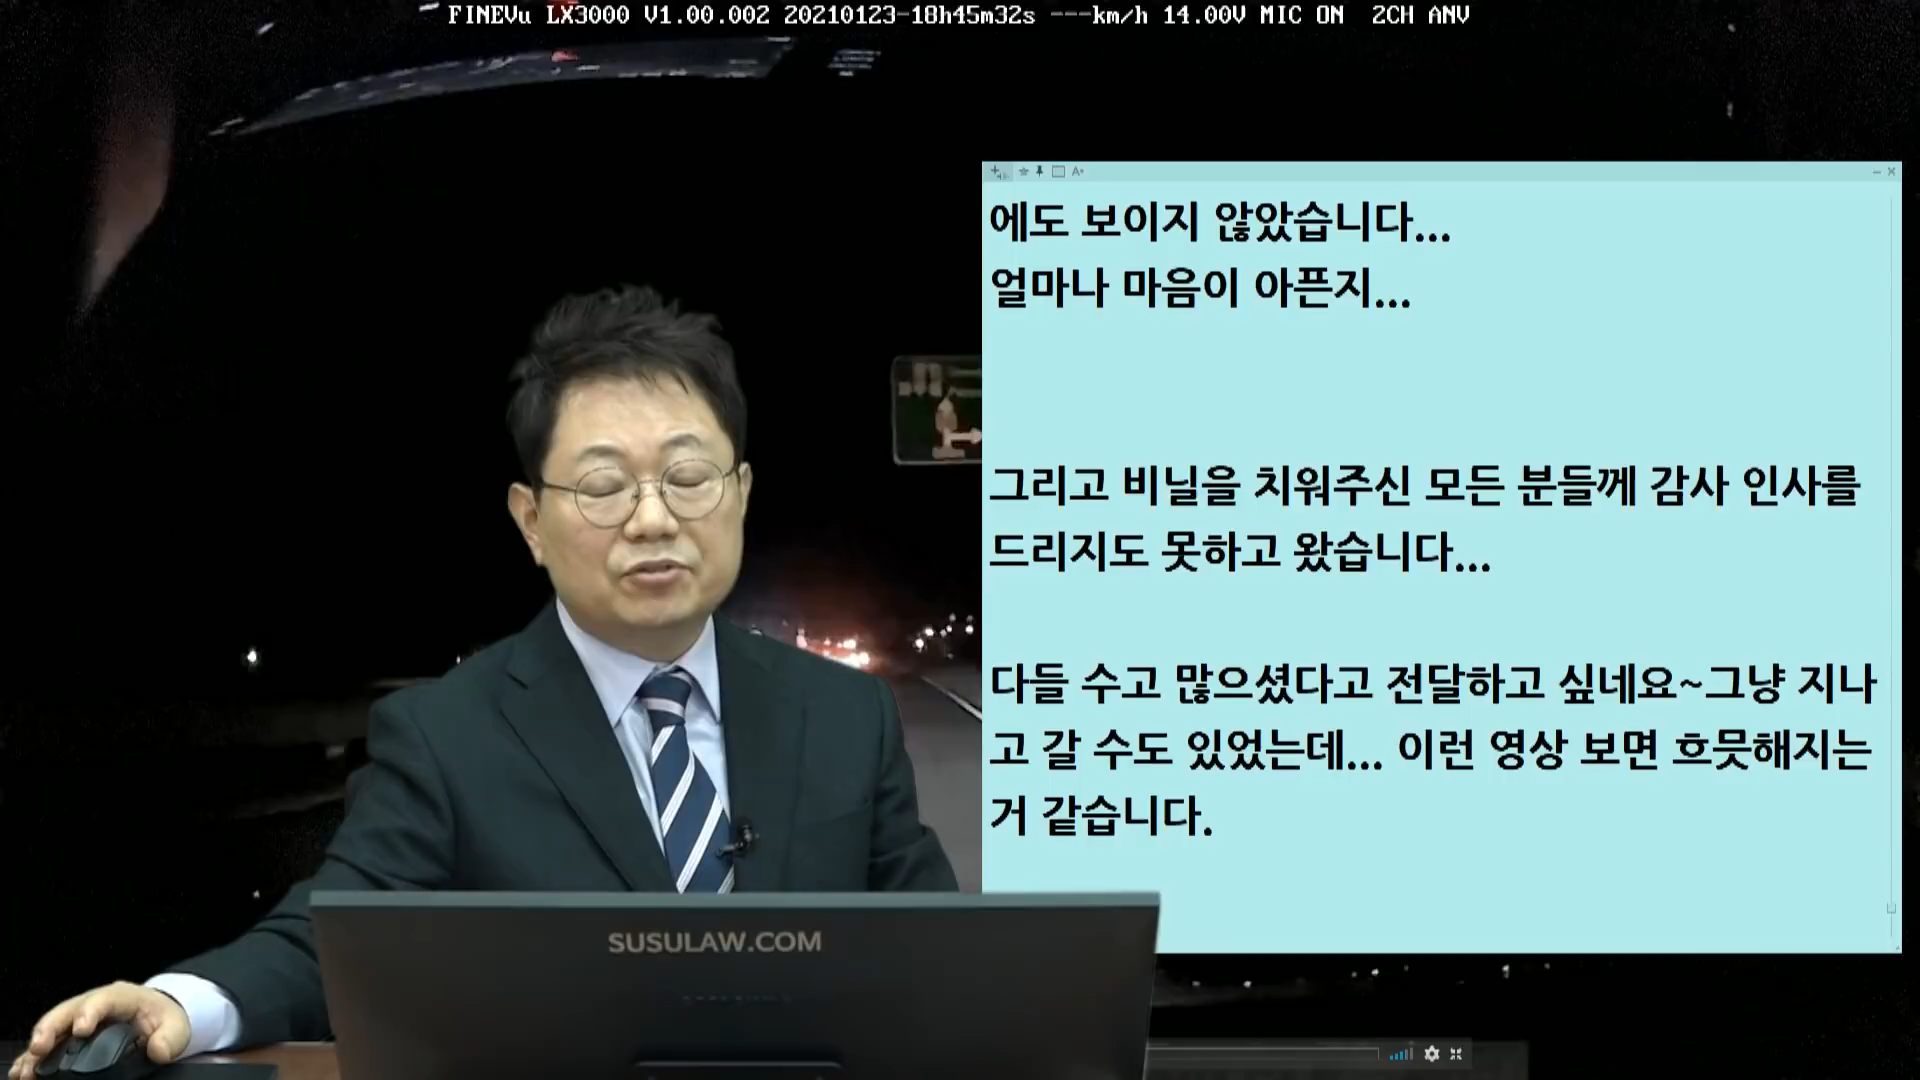 FINEVu LX3000 V1.00.002 20210123-18h45m32s ---km/h 14.00V MIC ON 2CH ANV
에도 보이지 않았습니다...
얼마나 마음이 아픈지...
그리고 비닐을 치워주신 모든 분들께 감사 인사를
드리지도 못하고 왔습니다...
다들 수고 많으셨다고 전달하고 싶네요~그냥 지나
고 갈 수도 있었는데... 이런 영상 보면 흐뭇해지는
거 같습니다.
SUSULAW.COM